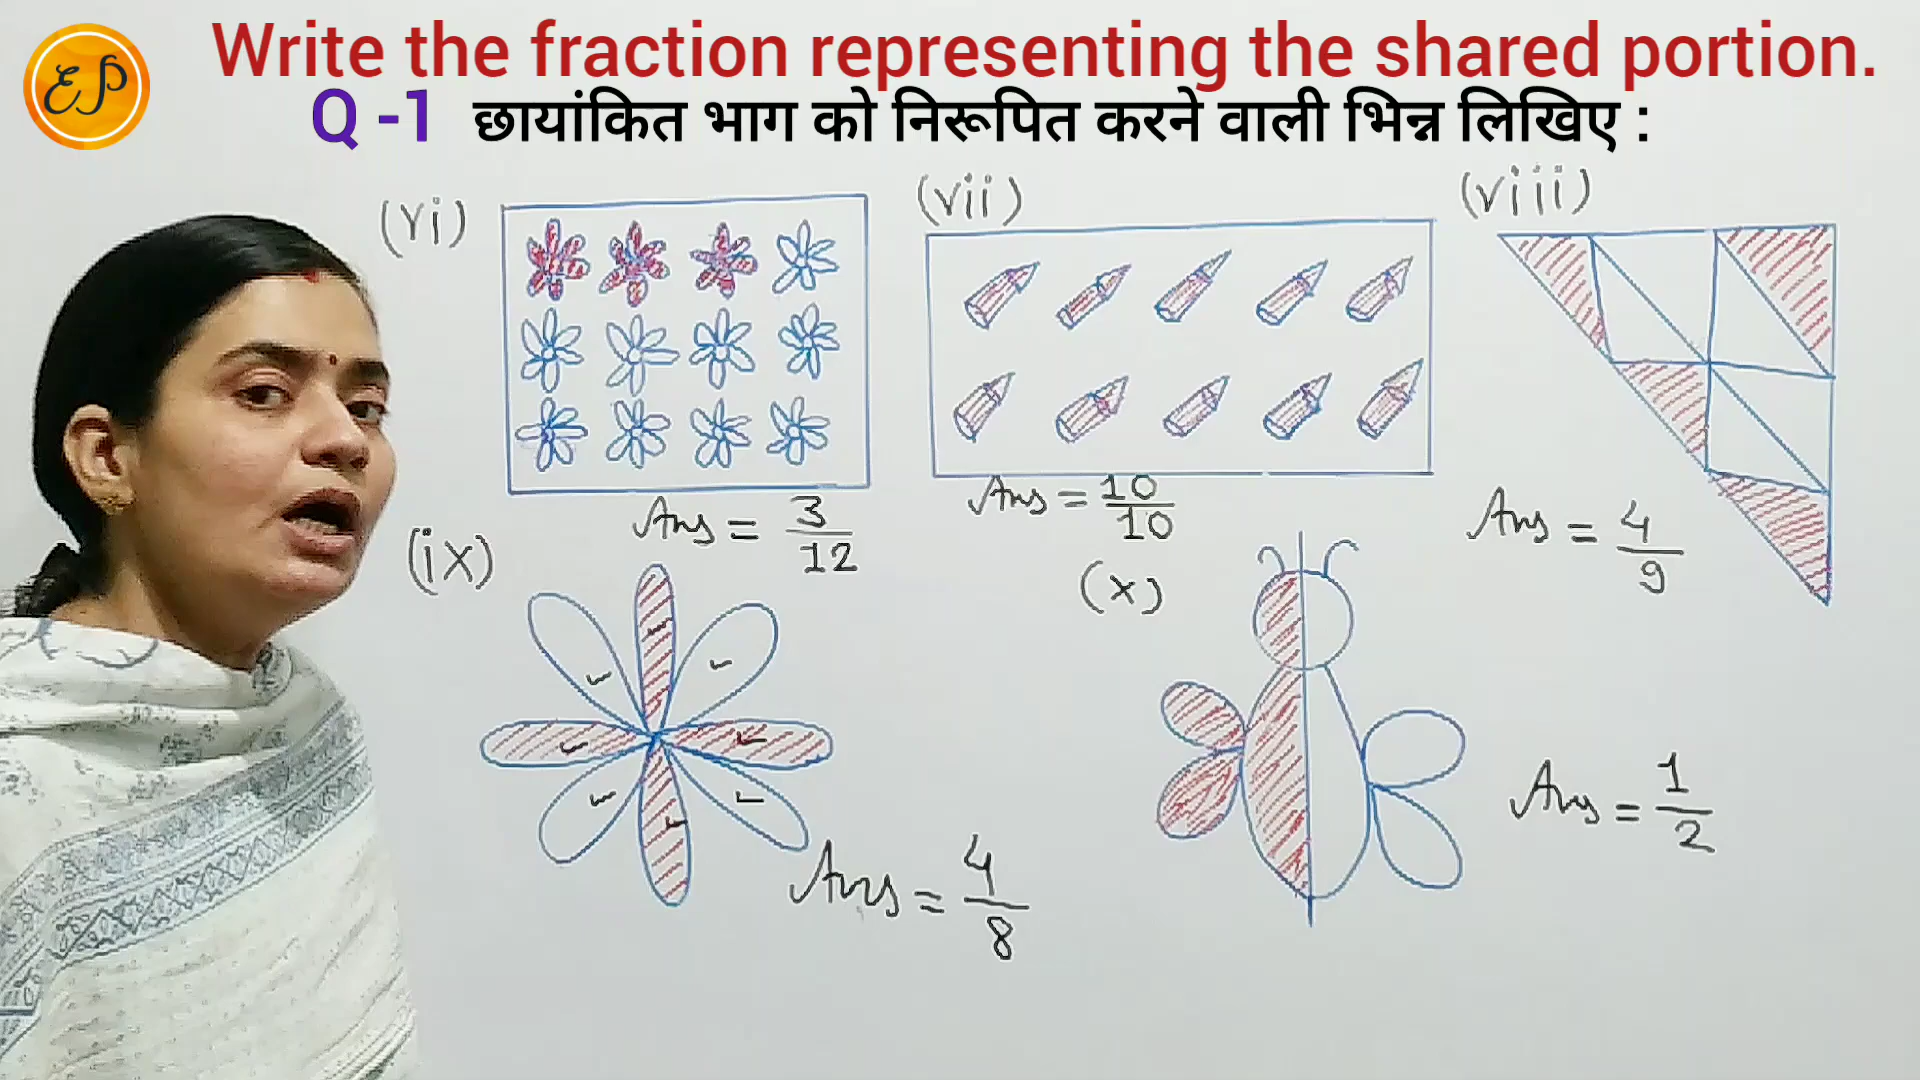 EP
Write the fraction representing the shared portion.
Q -1 छायांकित भाग को निरूपित करने वाली भिन्न लिखिए :
(vi)
(vii)
(viii)
Ans = 3/12
Ans = 10/10
Ans = 4/9
(ix)
(x)
Ans = 4/8
Ans = 1/2